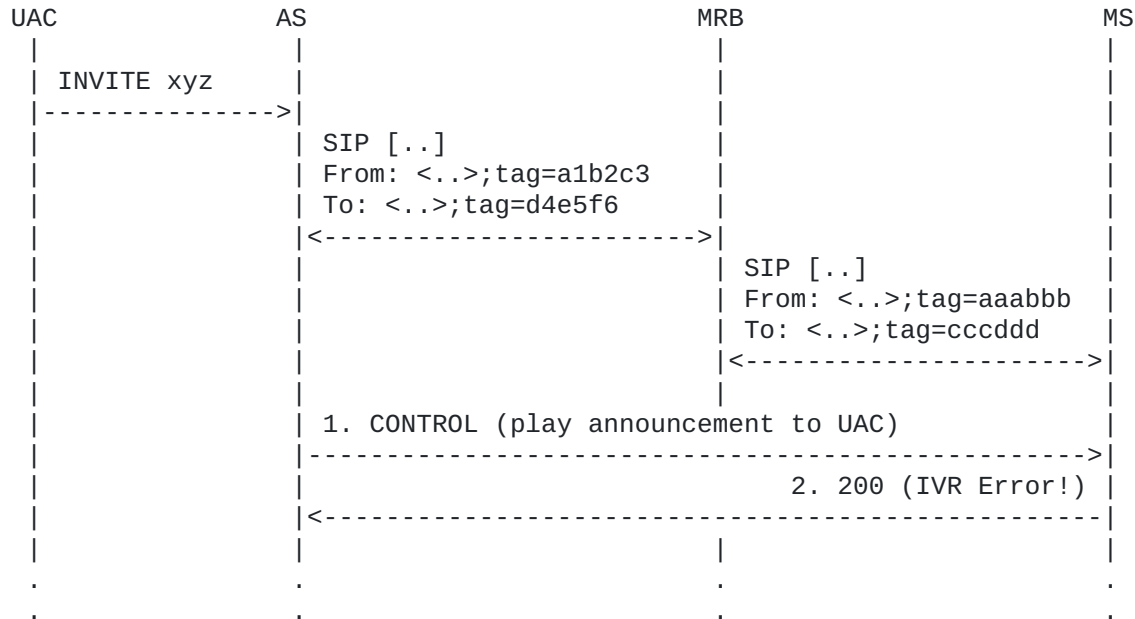 UAC AS MRB MS
INVITE xyz
SIP [..]
From: <..>;tag=a1b2c3
To: <..>;tag=d4e5f6
SIP [..]
From: <..>;tag=aaabbb
To: <..>;tag=cccddd
1. CONTROL (play announcement to UAC)
2. 200 (IVR Error!)